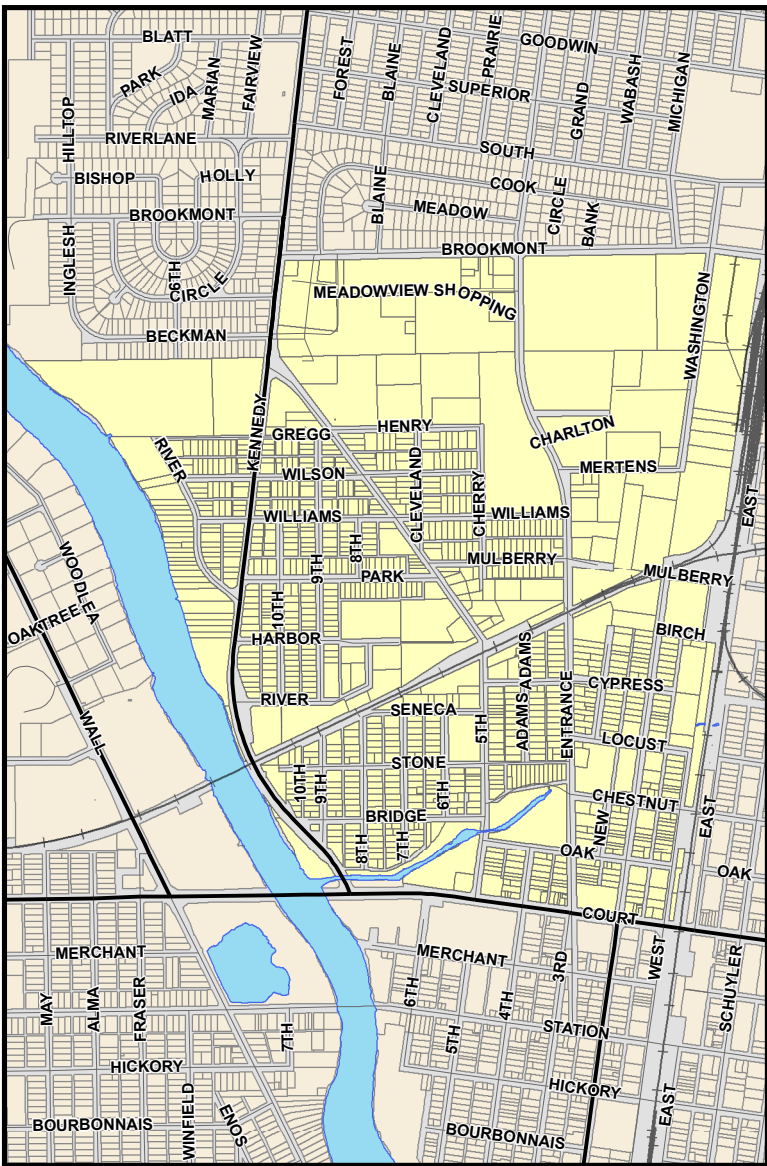 BLATT
GOODWIN
PARK
IDA
MARIAN
FAIRVIEW
FOREST
BLAINE
CLEVELAND
PRAIRIE
SUPERIOR
GRAND
WABASH
MICHIGAN
HILLTOP
RIVERLANE
SOUTH
BISHOP
HOLLY
COOK
BLAINE
MEADOW
CIRCLE
BANK
BROOKMONT
BROOKMONT
INGLESH
6TH
CIRCLE
MEADOWVIEW SHOPPING
WASHINGTON
BECKMAN
KENNEDY
HENRY
GREGG
CHARLTON
RIVER
WILSON
CLEVELAND
CHERRY
MERTENS
EAST
WILLIAMS
WILLIAMS
9TH
8TH
MULBERRY
MULBERRY
PARK
WOODLEA
OAKTREE
10TH
HARBOR
BIRCH
ADAMS
ADAMS
CYPRESS
RIVER
SENECA
5TH
ENTRANCE
WALL
LOCUST
STONE
10TH
9TH
6TH
CHESTNUT
EAST
BRIDGE
NEW
8TH
7TH
OAK
OAK
COURT
MERCHANT
MERCHANT
3RD
WEST
SCHUYLER
MAY
ALMA
FRASER
6TH
4TH
7TH
5TH
STATION
HICKORY
HICKORY
WINFIELD
ENOS
EAST
BOURBONNAIS
BOURBONNAIS